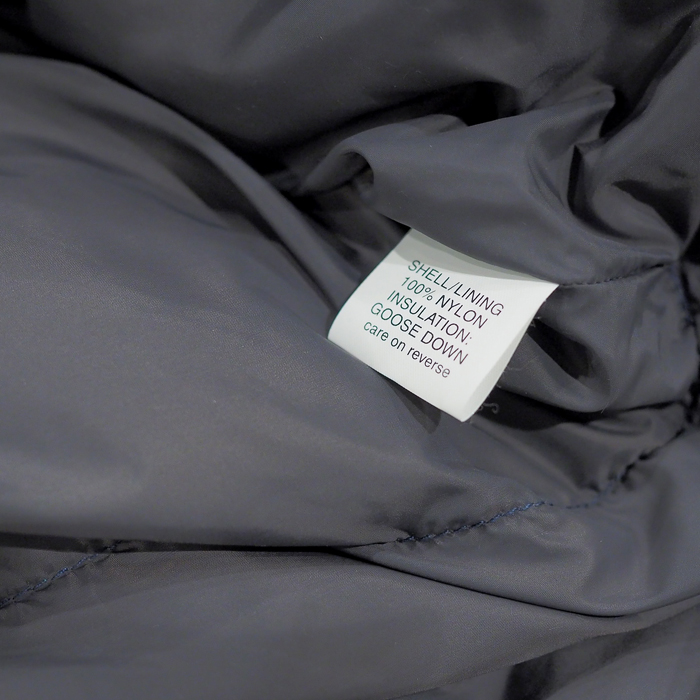 SHELL/LINING
100% NYLON
INSULATION:
GOOSE DOWN
care on reverse